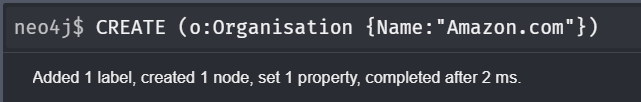 neo4j$ CREATE (o:Organisation {Name:"Amazon.com"})
Added 1 label, created 1 node, set 1 property, completed after 2 ms.